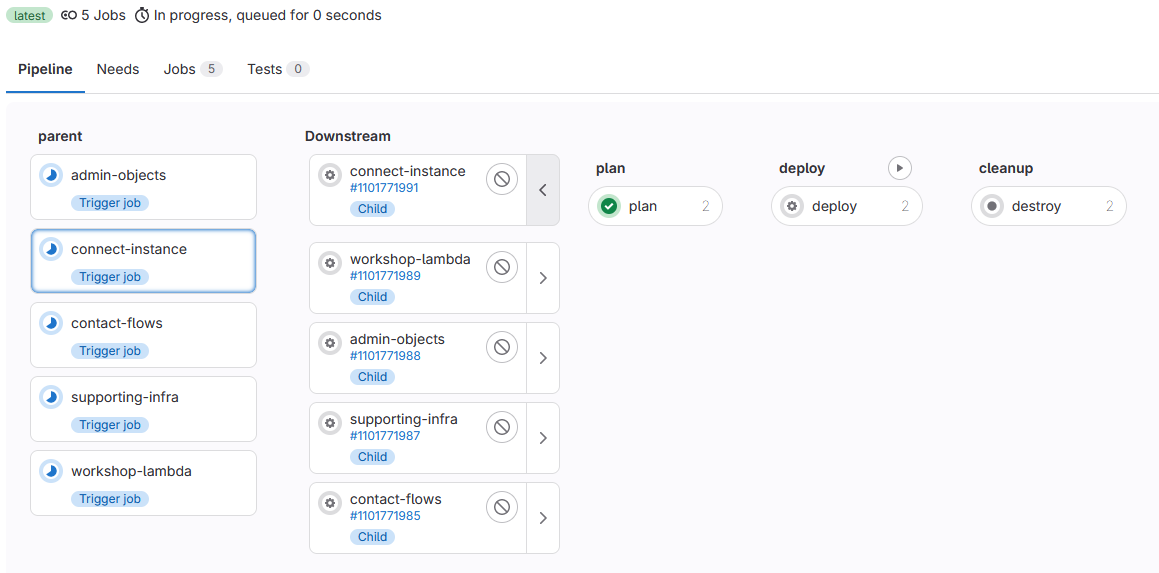 latest 5 Jobs In progress, queued for 0 seconds
Pipeline Needs Jobs 5 Tests 0
parent
admin-objects
Trigger job
connect-instance
Trigger job
contact-flows
Trigger job
supporting-infra
Trigger job
workshop-lambda
Trigger job
Downstream
connect-instance
#1101771991
Child
workshop-lambda
#1101771989
Child
admin-objects
#1101771988
Child
supporting-infra
#1101771987
Child
contact-flows
#1101771985
Child
plan
plan 2
deploy
deploy 2
cleanup
destroy 2